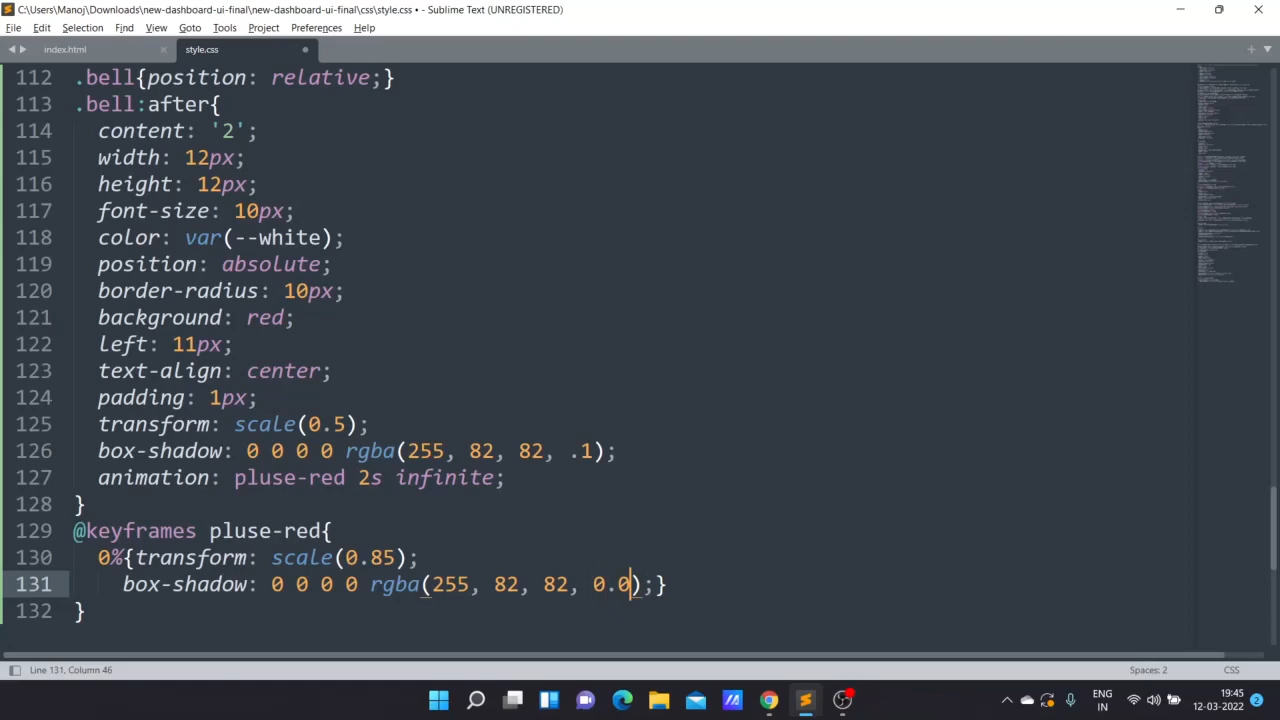 C:\Users\Manoj\Downloads\new-dashboard-ui-final\new-dashboard-ui-final\css\style.css • - Sublime Text (UNREGISTERED)
File Edit Selection Find View Goto Tools Project Preferences Help
index.html style.css
112 .bell{position: relative;}
113 .bell:after{
114 content: '2';
115 width: 12px;
116 height: 12px;
117 font-size: 10px;
118 color: var(--white);
119 position: absolute;
120 border-radius: 10px;
121 background: red;
122 left: 11px;
123 text-align: center;
124 padding: 1px;
125 transform: scale(0.5);
126 box-shadow: 0 0 0 0 rgba(255, 82, 82, .1);
127 animation: pluse-red 2s infinite;
128 }
129 @keyframes pluse-red{
130 0%{transform: scale(0.85);
131 box-shadow: 0 0 0 0 rgba(255, 82, 82, 0.0);}
132 }
Line 131, Column 46 Spaces: 2 CSS
ENG 19:45
IN 12-03-2022 2